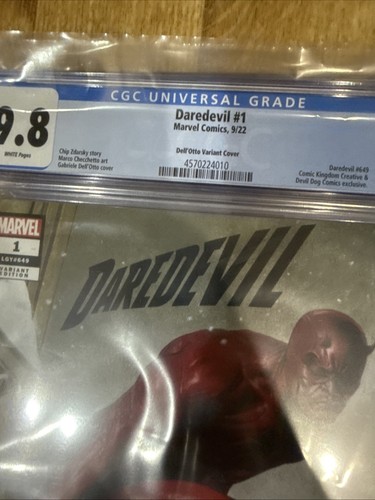 CGC UNIVERSAL GRADE
9.8
WHITE Pages
Daredevil #1
Marvel Comics, 9/22
Dell'Otto Variant Cover
Chip Zdarsky story
Marco Checchetto art
Gabriele Dell'Otto cover
4570224010
Daredevil #649
Comic Kingdom Creative &
Devil Dog Comics exclusive.
MARVEL
1
LGY#649
VARIANT
EDITION
DAREDEVIL